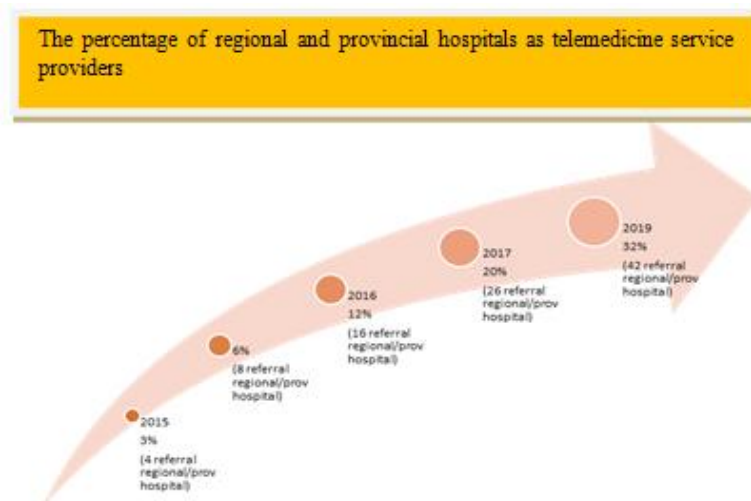 The percentage of regional and provincial hospitals as telemedicine service
providers
2015
3%
(4 referral
regional/prov
hospital)
6%
(8 referral
regional/prov
hospital)
2016
12%
(16 referral
regional/prov
hospital)
2017
20%
(26 referral
regional/prov
hospital)
2019
32%
(42 referral
regional/prov
hospital)